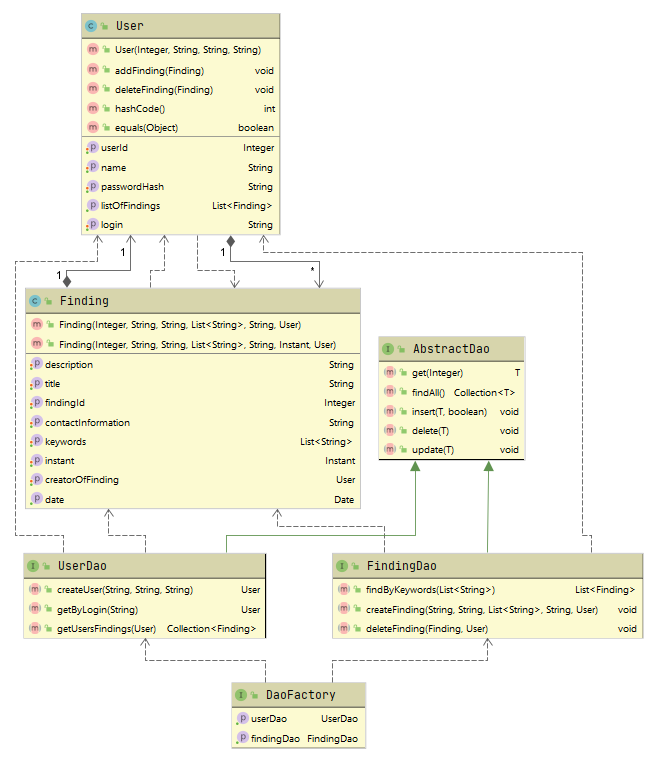 User
User(Integer, String, String, String)
addFinding(Finding) void
deleteFinding(Finding) void
hashCode() int
equals(Object) boolean
userId Integer
name String
passwordHash String
listOfFindings List<Finding>
login String
1 1
1 *
Finding
Finding(Integer, String, String, List<String>, String, User)
Finding(Integer, String, String, List<String>, String, Instant, User)
description String
title String
findingId Integer
contactInformation String
keywords List<String>
instant Instant
creatorOfFinding User
date Date
AbstractDao
get(Integer) T
findAll() Collection<T>
insert(T, boolean) void
delete(T) void
update(T) void
UserDao
createUser(String, String, String) User
getByLogin(String) User
getUsersFindings(User) Collection<Finding>
FindingDao
findByKeywords(List<String>) List<Finding>
createFinding(String, String, List<String>, String, User) void
deleteFinding(Finding, User) void
DaoFactory
userDao UserDao
findingDao FindingDao